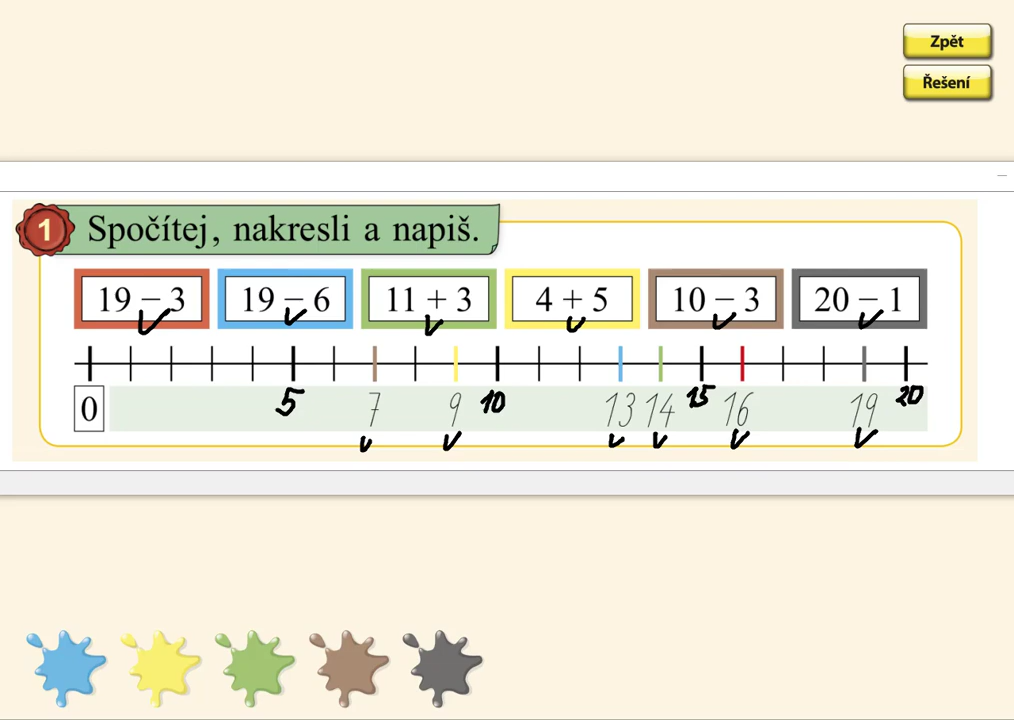 Zpět
Řešení
1 Spočítej, nakresli a napiš.
19 – 3 19 – 6 11 + 3 4 + 5 10 – 3 20 – 1
0 5 7 9 10 13 14 15 16 19 20